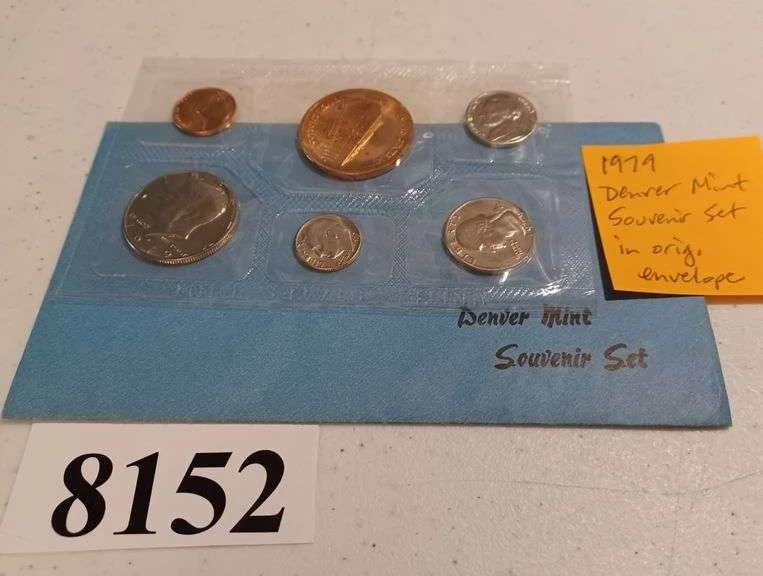 1979
Denver Mint
Souvenir Set
in orig.
envelope
Denver Mint
Souvenir Set
8152